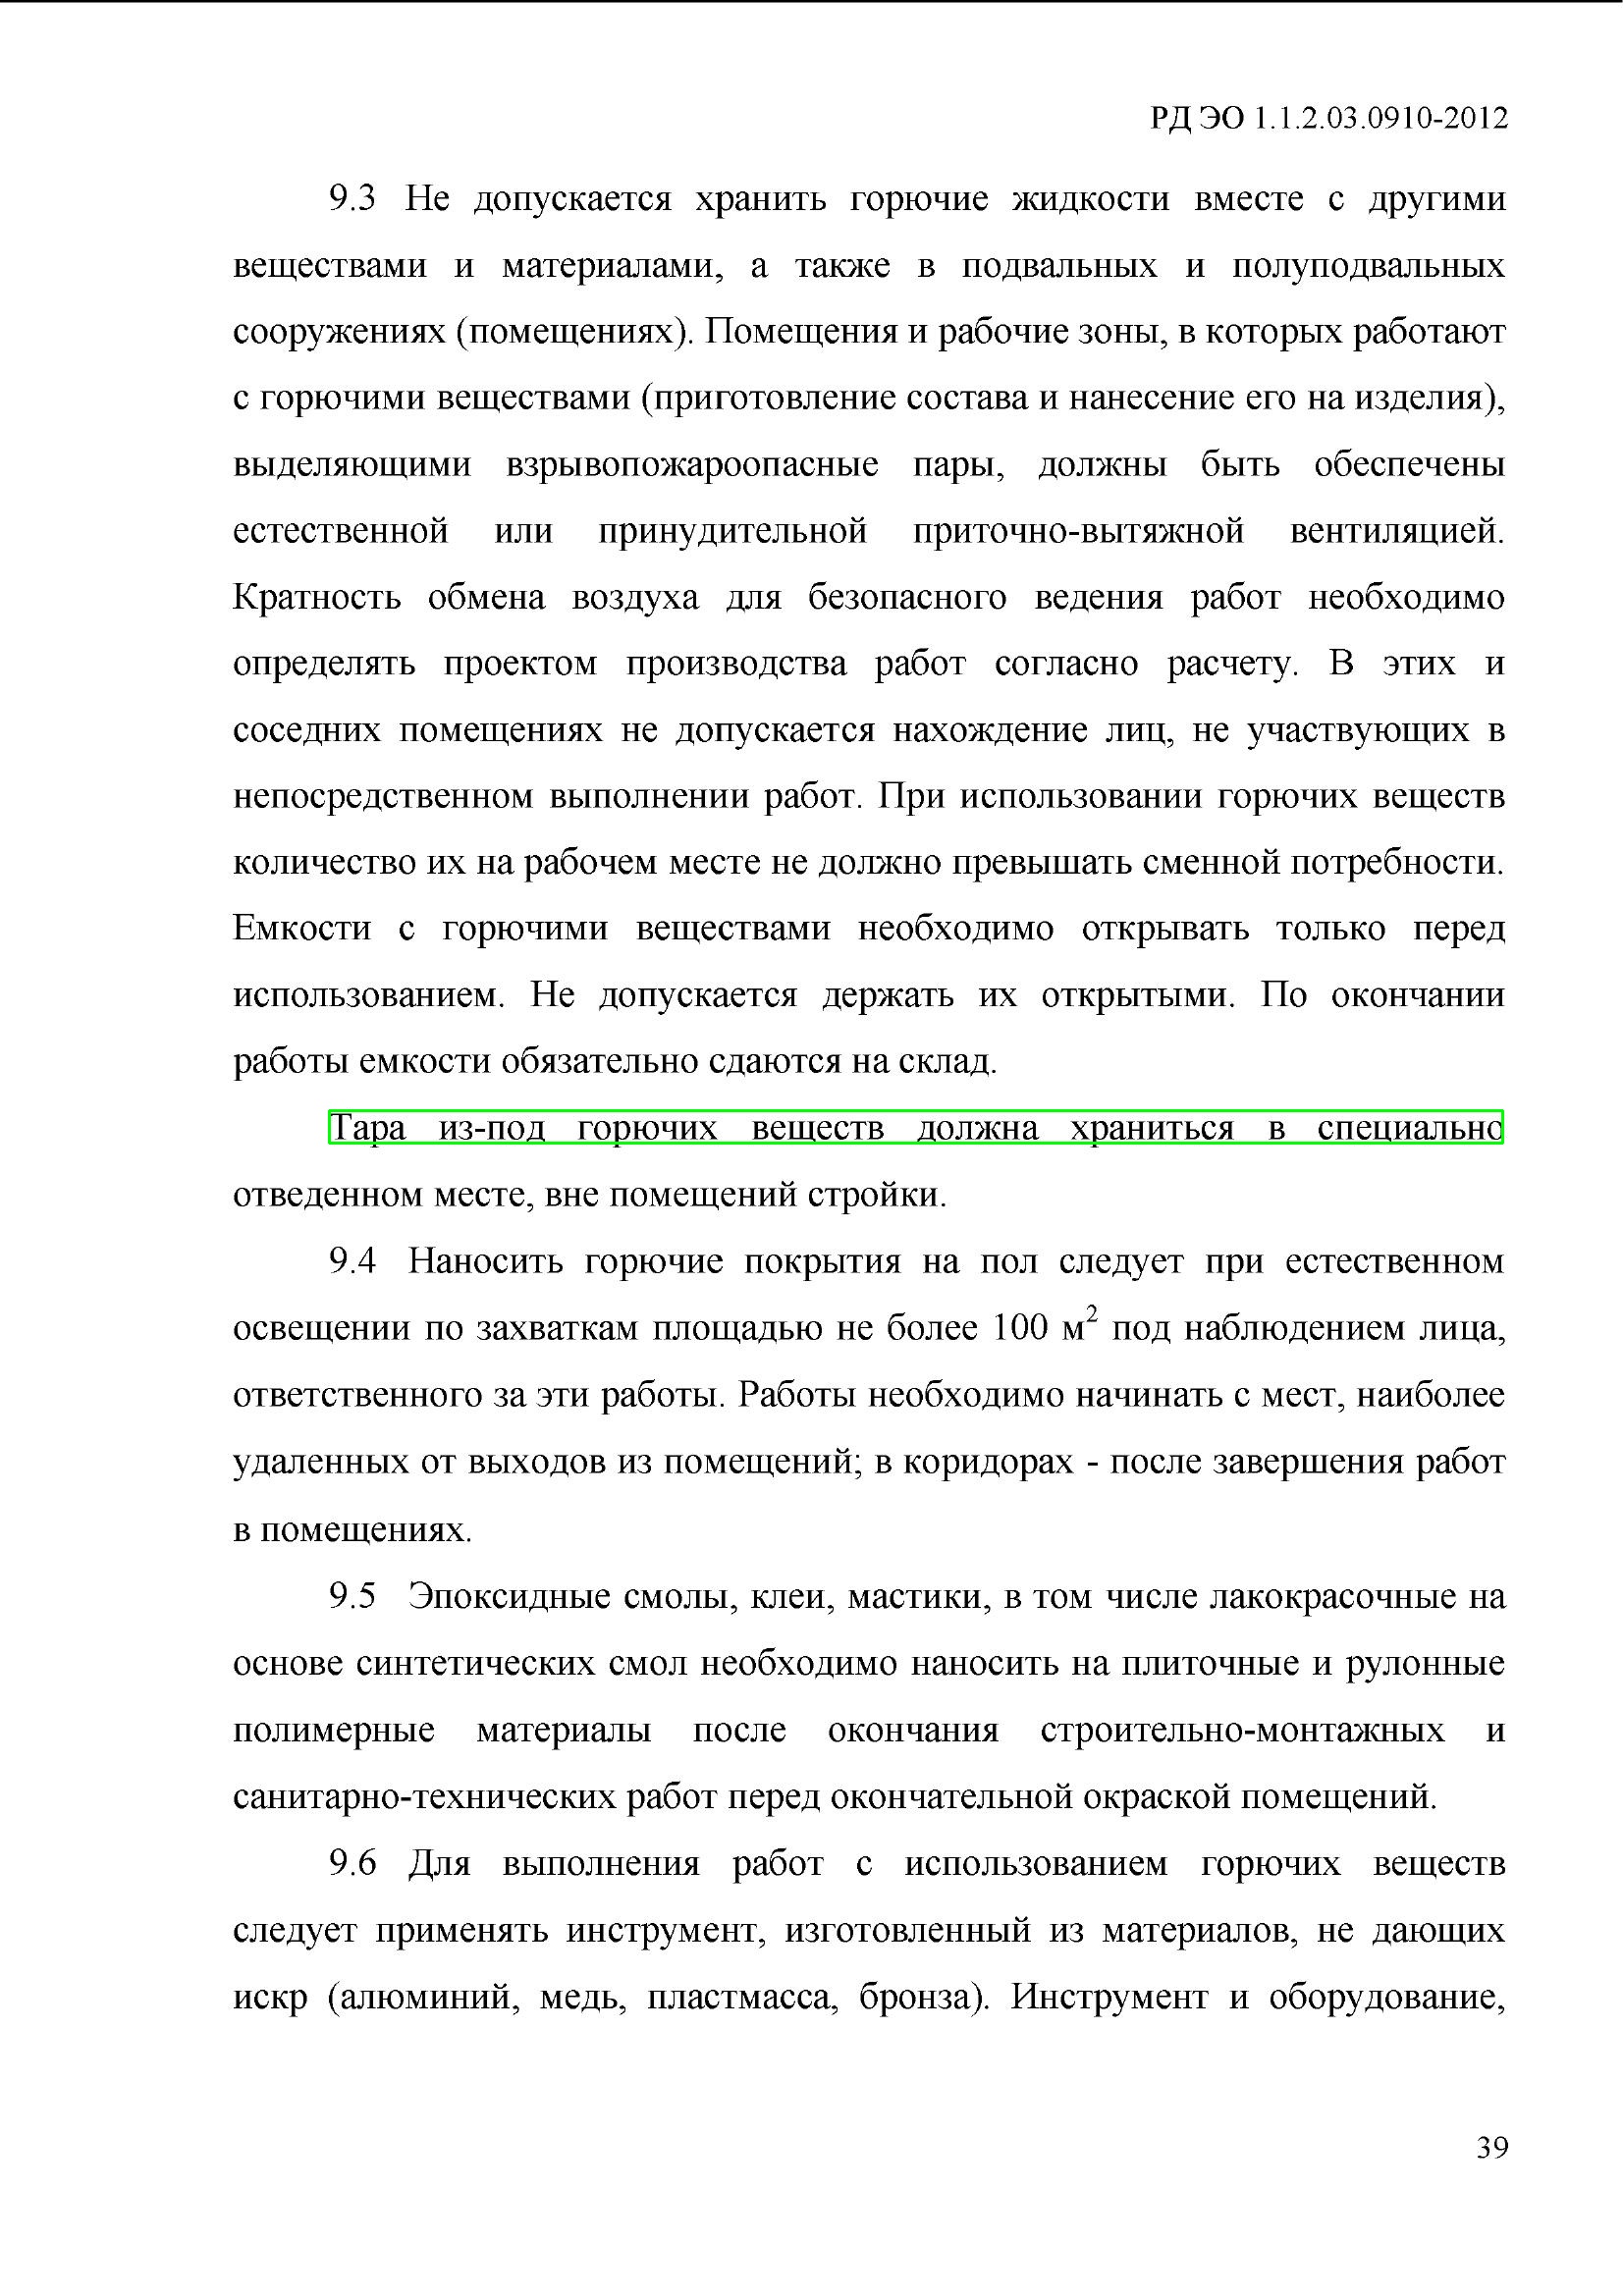 РД ЭО 1.1.2.03.0910-2012
9.3 Не допускается хранить горючие жидкости вместе с другими
веществами и материалами, а также в подвальных и полуподвальных
сооружениях (помещениях). Помещения и рабочие зоны, в которых работают
с горючими веществами (приготовление состава и нанесение его на изделия),
выделяющими взрывопожароопасные пары, должны быть обеспечены
естественной или принудительной приточно-вытяжной вентиляцией.
Кратность обмена воздуха для безопасного ведения работ необходимо
определять проектом производства работ согласно расчету. В этих и
соседних помещениях не допускается нахождение лиц, не участвующих в
непосредственном выполнении работ. При использовании горючих веществ
количество их на рабочем месте не должно превышать сменной потребности.
Емкости с горючими веществами необходимо открывать только перед
использованием. Не допускается держать их открытыми. По окончании
работы емкости обязательно сдаются на склад.
Тара из-под горючих веществ должна храниться в специально
отведенном месте, вне помещений стройки.
9.4 Наносить горючие покрытия на пол следует при естественном
освещении по захваткам площадью не более 100 м² под наблюдением лица,
ответственного за эти работы. Работы необходимо начинать с мест, наиболее
удаленных от выходов из помещений; в коридорах - после завершения работ
в помещениях.
9.5 Эпоксидные смолы, клеи, мастики, в том числе лакокрасочные на
основе синтетических смол необходимо наносить на плиточные и рулонные
полимерные материалы после окончания строительно-монтажных и
санитарно-технических работ перед окончательной окраской помещений.
9.6 Для выполнения работ с использованием горючих веществ
следует применять инструмент, изготовленный из материалов, не дающих
искр (алюминий, медь, пластмасса, бронза). Инструмент и оборудование,
39